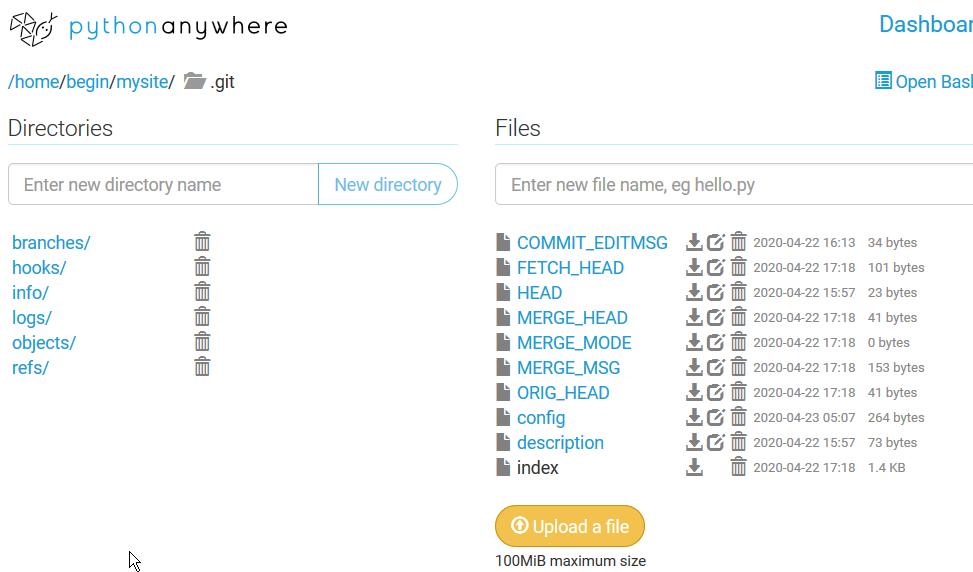 pythonanywhere
Dashboar
/home/begin/mysite/ .git
Open Bas
Directories
Files
Enter new directory name
New directory
Enter new file name, eg hello.py
branches/
COMMIT_EDITMSG 2020-04-22 16:13 34 bytes
hooks/
FETCH_HEAD 2020-04-22 17:18 101 bytes
info/
HEAD 2020-04-22 15:57 23 bytes
logs/
MERGE_HEAD 2020-04-22 17:18 41 bytes
objects/
MERGE_MODE 2020-04-22 17:18 0 bytes
refs/
MERGE_MSG 2020-04-22 17:18 153 bytes
ORIG_HEAD 2020-04-22 17:18 41 bytes
config 2020-04-23 05:07 264 bytes
description 2020-04-22 15:57 73 bytes
index 2020-04-22 17:18 1.4 KB
Upload a file
100MiB maximum size